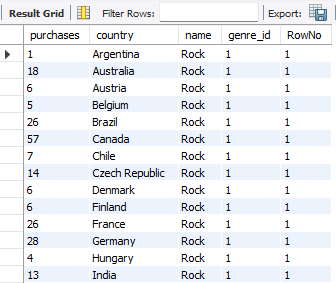 Result Grid Filter Rows: Export:
purchases country name genre_id RowNo
1 Argentina Rock 1 1
18 Australia Rock 1 1
6 Austria Rock 1 1
5 Belgium Rock 1 1
26 Brazil Rock 1 1
57 Canada Rock 1 1
7 Chile Rock 1 1
14 Czech Republic Rock 1 1
6 Denmark Rock 1 1
6 Finland Rock 1 1
26 France Rock 1 1
28 Germany Rock 1 1
4 Hungary Rock 1 1
13 India Rock 1 1